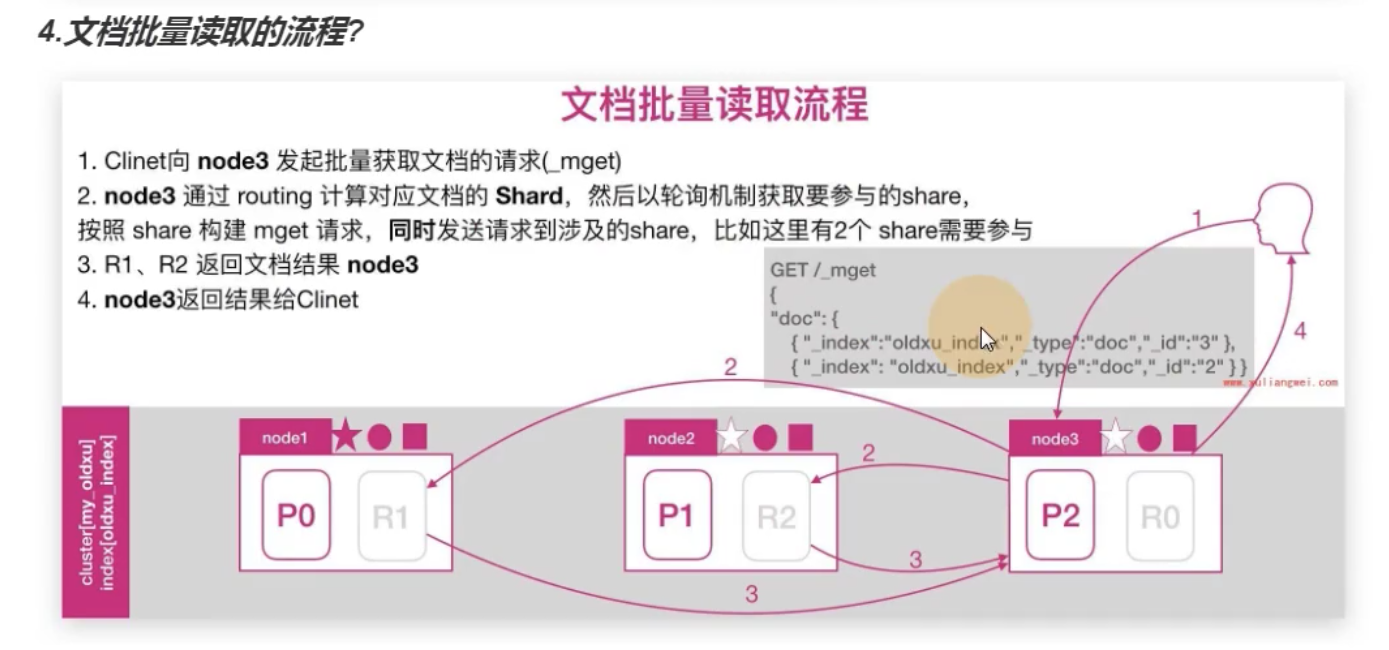 4.文档批量读取的流程?
文档批量读取流程
1. Clinet向 node3 发起批量获取文档的请求(_mget)
2. node3 通过 routing 计算对应文档的 Shard，然后以轮询机制获取要参与的share,
按照 share 构建 mget 请求，同时发送请求到涉及的share，比如这里有2个 share需要参与
3. R1、R2 返回文档结果 node3
4. node3返回结果给Clinet
GET /_mget
{
"doc": {
{ "_index":"oldxu_index","_type":"doc","_id":"3" },
{ "_index": "oldxu_index","_type":"doc","_id":"2" } }
www.xuliangwei.com
1
4
2
2
3
3
cluster[my_oldxu]
index[oldxu_index]
node1
P0
R1
node2
P1
R2
node3
P2
R0